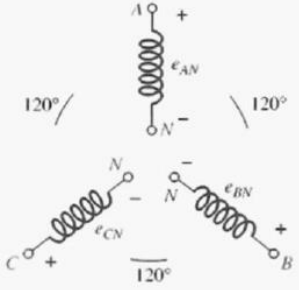 A +
e_AN
120° 120°
N −
N − − N
e_CN e_BN
C + + B
120°